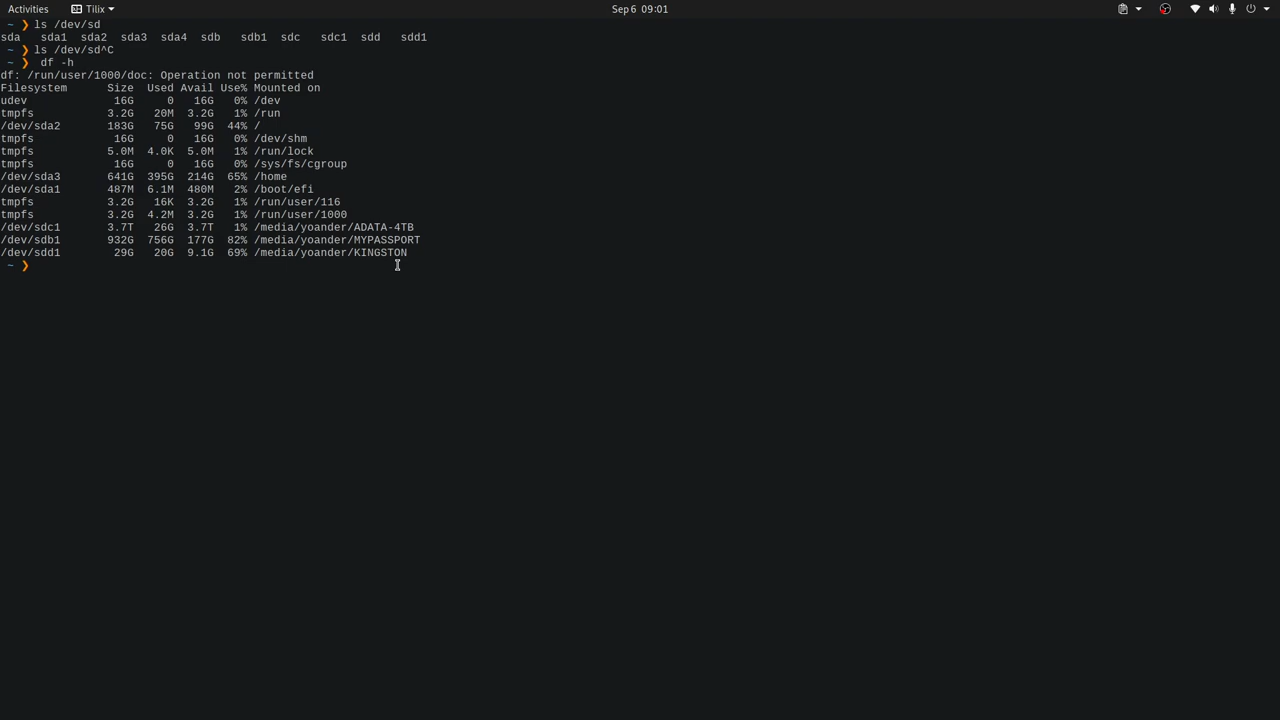 Activities Tilix Sep 6 09:01
~ ❯ ls /dev/sd
sda sda1 sda2 sda3 sda4 sdb sdb1 sdc sdc1 sdd sdd1
~ ❯ ls /dev/sd^C
~ ❯ df -h
df: /run/user/1000/doc: Operation not permitted
Filesystem Size Used Avail Use% Mounted on
udev 16G 0 16G 0% /dev
tmpfs 3.2G 20M 3.2G 1% /run
/dev/sda2 183G 75G 99G 44% /
tmpfs 16G 0 16G 0% /dev/shm
tmpfs 5.0M 4.0K 5.0M 1% /run/lock
tmpfs 16G 0 16G 0% /sys/fs/cgroup
/dev/sda3 641G 395G 214G 65% /home
/dev/sda1 487M 6.1M 480M 2% /boot/efi
tmpfs 3.2G 16K 3.2G 1% /run/user/116
tmpfs 3.2G 4.2M 3.2G 1% /run/user/1000
/dev/sdc1 3.7T 26G 3.7T 1% /media/yoander/ADATA-4TB
/dev/sdb1 932G 756G 177G 82% /media/yoander/MYPASSPORT
/dev/sdd1 29G 20G 9.1G 69% /media/yoander/KINGSTON
~ ❯